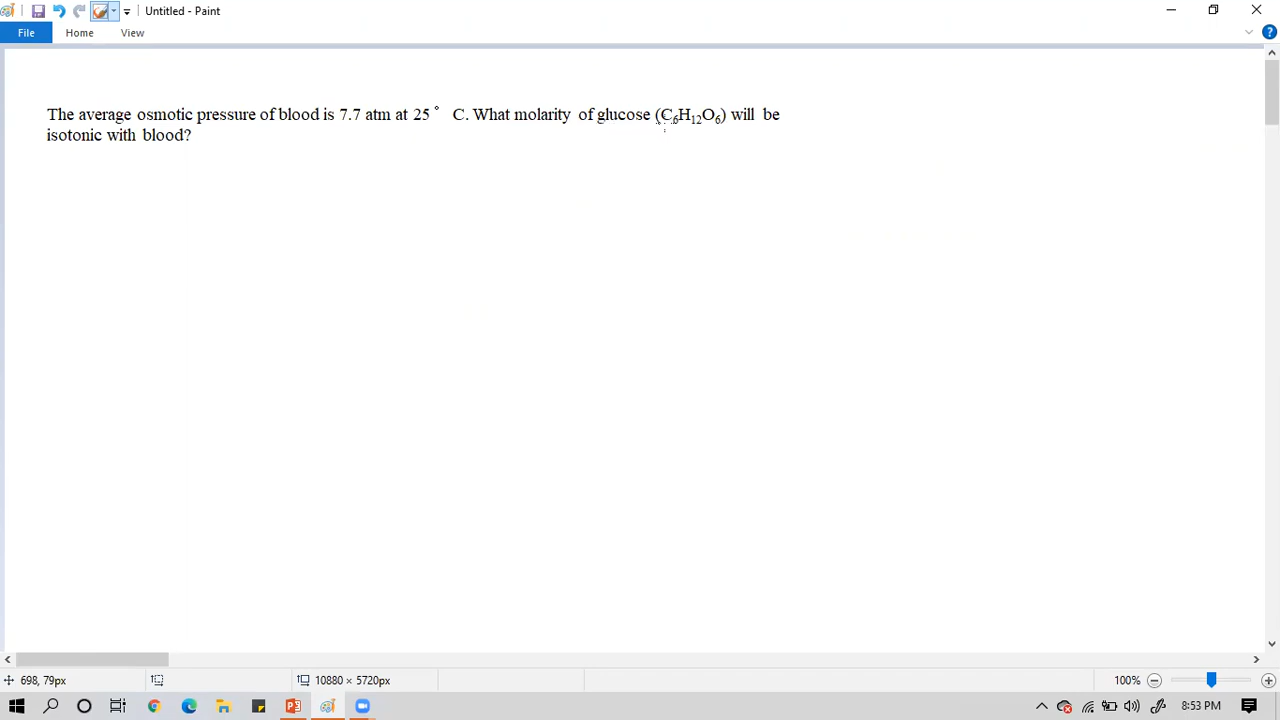 Untitled - Paint
File Home View
The average osmotic pressure of blood is 7.7 atm at 25 ° C. What molarity of glucose (C₆H₁₂O₆) will be
isotonic with blood?
698, 79px
10880 × 5720px
100%
8:53 PM